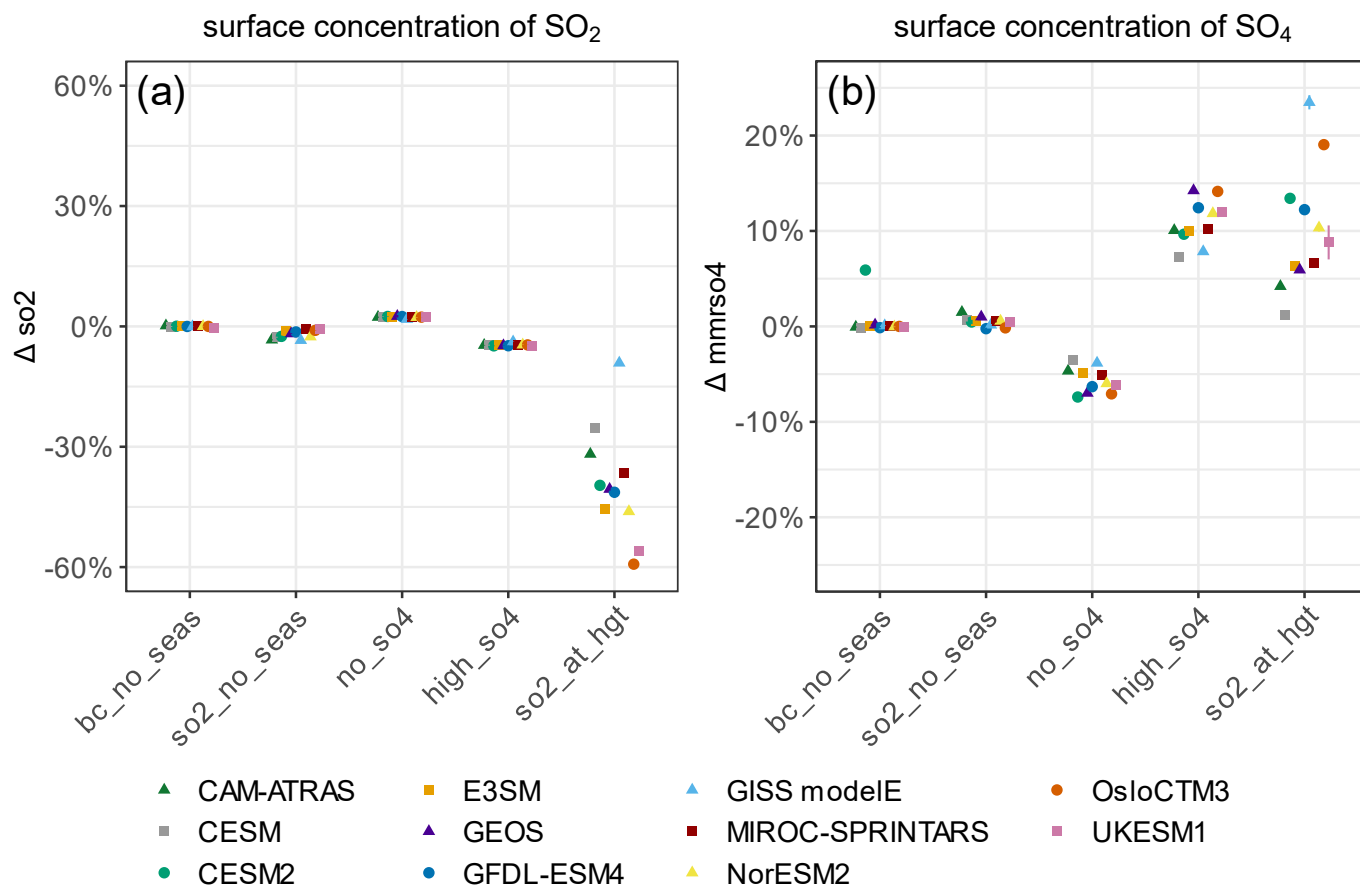 surface concentration of SO₂
surface concentration of SO₄
(a)
60%
30%
0%
-30%
-60%
Δ so2
bc_no_seas
so2_no_seas
no_so4
high_so4
so2_at_hgt
(b)
20%
10%
0%
-10%
-20%
Δ mmrso4
bc_no_seas
so2_no_seas
no_so4
high_so4
so2_at_hgt
CAM-ATRAS
E3SM
GISS modelE
OsloCTM3
CESM
GEOS
MIROC-SPRINTARS
UKESM1
CESM2
GFDL-ESM4
NorESM2